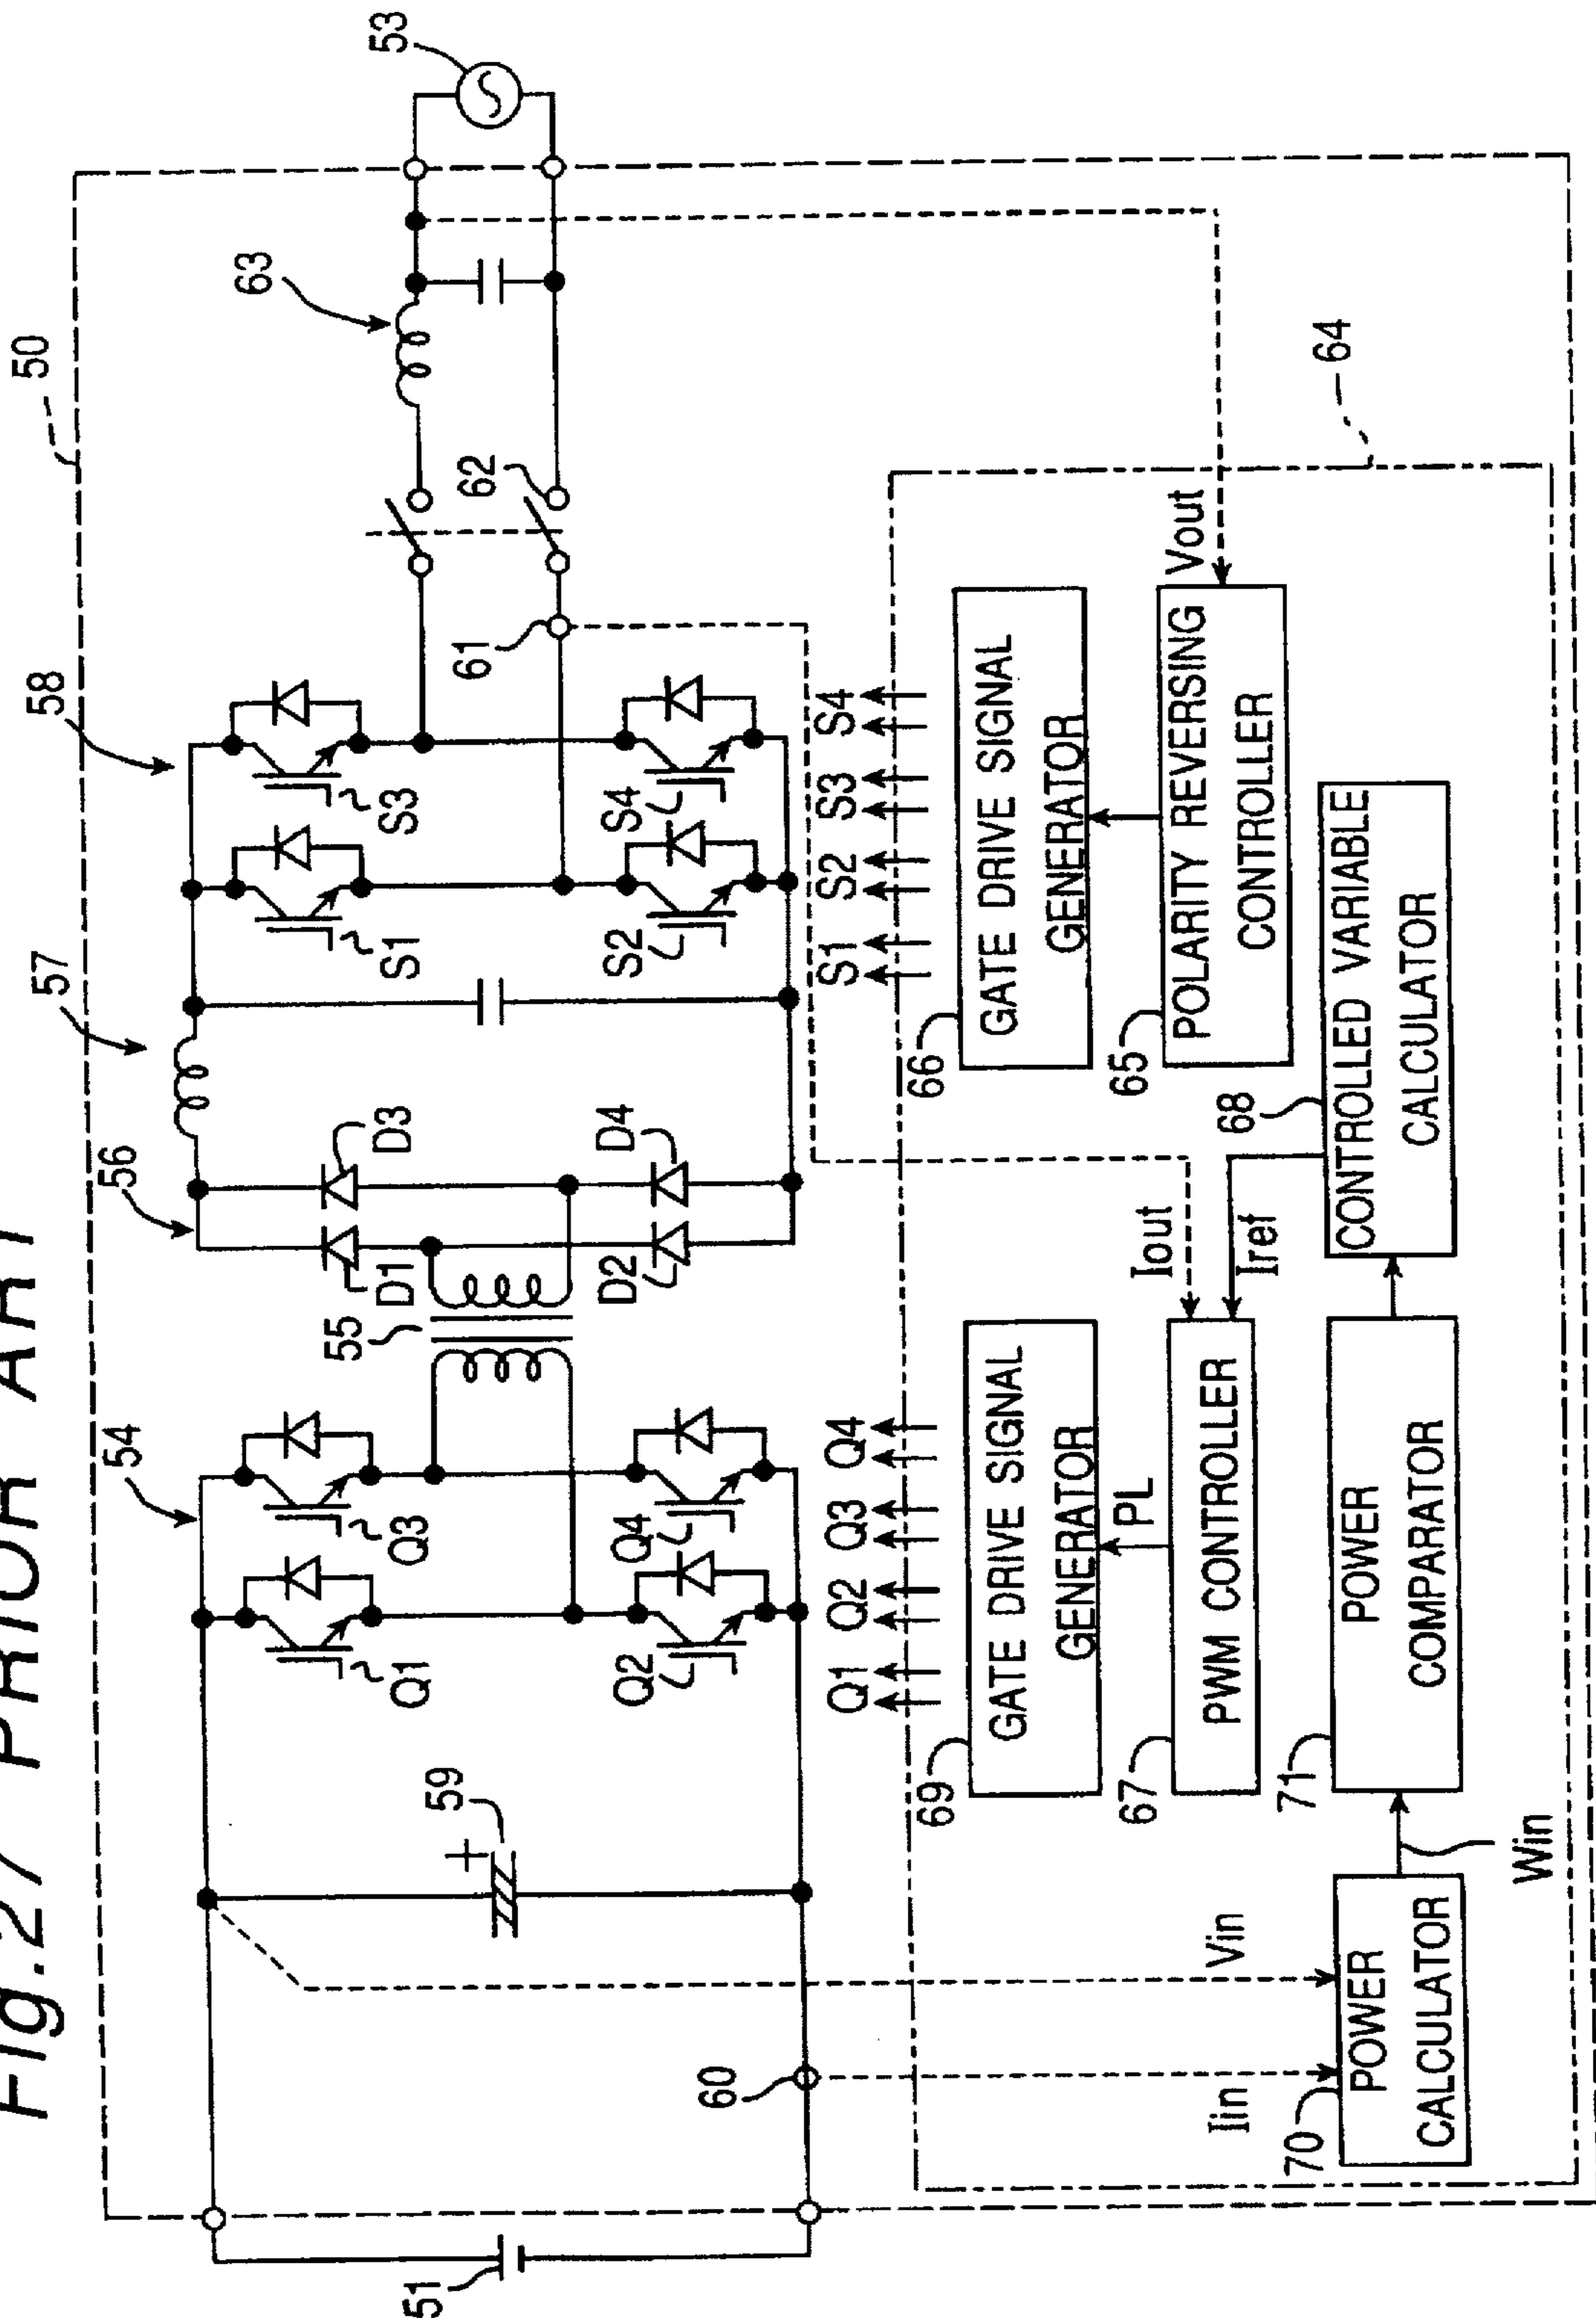 Fig.27 PRIOR ART
50
54
55
56
57
58
53
63
62
61
51
59
60
Q1
Q3
Q2
Q4
D1
D3
D2
D4
S1
S3
S2
S4
Q1 Q2 Q3 Q4
S1 S2 S3 S4
64
69
GATE DRIVE SIGNAL
GENERATOR
66
GATE DRIVE SIGNAL
GENERATOR
PL
Iout
Iref
Vout
67
PWM CONTROLLER
65
POLARITY REVERSING
CONTROLLER
Iin
Vin
70
POWER
CALCULATOR
Win
71
POWER
COMPARATOR
68
CONTROLLED VARIABLE
CALCULATOR